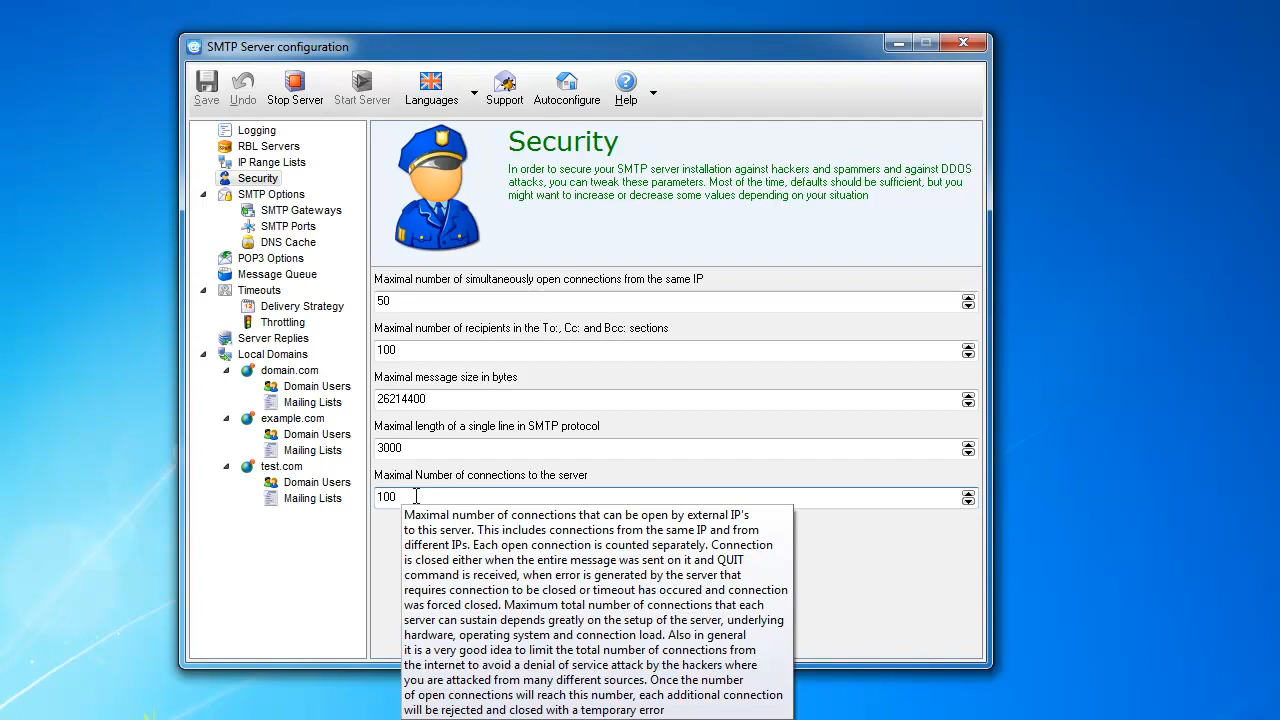 SMTP Server configuration
Save
Undo
Stop Server
Start Server
Languages
Support
Autoconfigure
Help
Logging
RBL Servers
IP Range Lists
Security
SMTP Options
SMTP Gateways
SMTP Ports
DNS Cache
POP3 Options
Message Queue
Timeouts
Delivery Strategy
Throttling
Server Replies
Local Domains
domain.com
Domain Users
Mailing Lists
example.com
Domain Users
Mailing Lists
test.com
Domain Users
Mailing Lists
Security
In order to secure your SMTP server installation against hackers and spammers and against DDOS
attacks, you can tweak these parameters. Most of the time, defaults should be sufficient, but you
might want to increase or decrease some values depending on your situation
Maximal number of simultaneously open connections from the same IP
50
Maximal number of recipients in the To:, Cc: and Bcc: sections
100
Maximal message size in bytes
26214400
Maximal length of a single line in SMTP protocol
3000
Maximal Number of connections to the server
100
Maximal number of connections that can be open by external IP's
to this server. This includes connections from the same IP and from
different IPs. Each open connection is counted separately. Connection
is closed either when the entire message was sent on it and QUIT
command is received, when error is generated by the server that
requires connection to be closed or timeout has occured and connection
was forced closed. Maximum total number of connections that each
server can sustain depends greatly on the setup of the server, underlying
hardware, operating system and connection load. Also in general
it is a very good idea to limit the total number of connections from
the internet to avoid a denial of service attack by the hackers where
you are attacked from many different sources. Once the number
of open connections will reach this number, each additional connection
will be rejected and closed with a temporary error